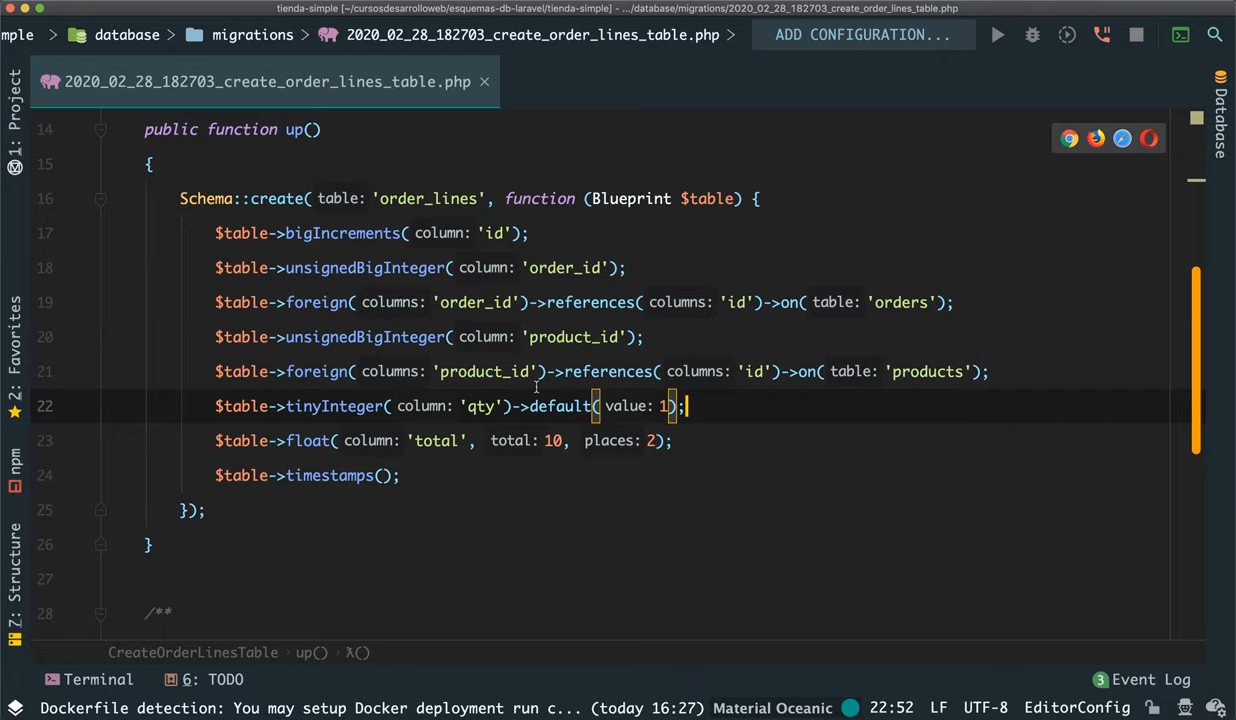 tienda-simple [~/cursosdesarrolloweb/esquemas-db-laravel/tienda-simple] - .../database/migrations/2020_02_28_182703_create_order_lines_table.php
mple > database > migrations > 2020_02_28_182703_create_order_lines_table.php > ADD CONFIGURATION...
2020_02_28_182703_create_order_lines_table.php ×
1: Project
2: Favorites
npm
7: Structure
Database
14 public function up()
15 {
16 Schema::create( table: 'order_lines', function (Blueprint $table) {
17 $table->bigIncrements( column: 'id');
18 $table->unsignedBigInteger( column: 'order_id');
19 $table->foreign( columns: 'order_id')->references( columns: 'id')->on( table: 'orders');
20 $table->unsignedBigInteger( column: 'product_id');
21 $table->foreign( columns: 'product_id')->references( columns: 'id')->on( table: 'products');
22 $table->tinyInteger( column: 'qty')->default( value: 1);
23 $table->float( column: 'total', total: 10, places: 2);
24 $table->timestamps();
25 });
26 }
27
28 /**
CreateOrderLinesTable > up() > λ()
Terminal 6: TODO 3 Event Log
Dockerfile detection: You may setup Docker deployment run c... (today 16:27) Material Oceanic 22:52 LF UTF-8 EditorConfig